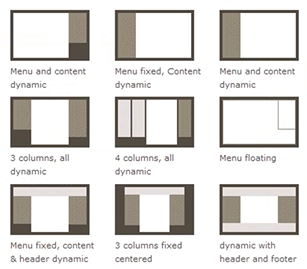 Menu and content
dynamic
Menu fixed, Content
dynamic
Menu and content
dynamic
3 columns, all
dynamic
4 columns, all
dynamic
Menu floating
Menu fixed, content
& header dynamic
3 columns fixed
centered
dynamic with
header and footer